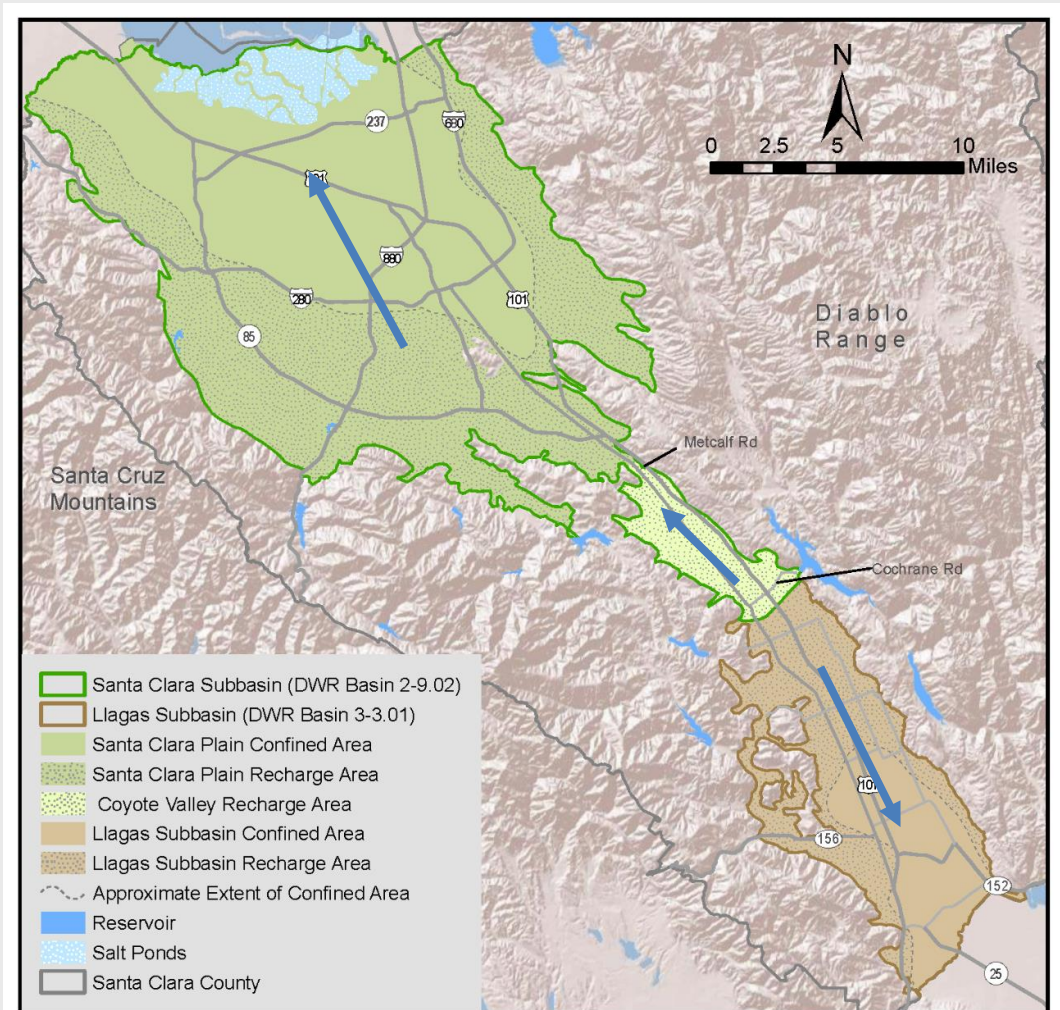 N
0 2.5 5 10
Miles
237
680
880
280
101
85
Diablo
Range
Metcalf Rd
Santa Cruz
Mountains
Cochrane Rd
101
156
152
25
Santa Clara Subbasin (DWR Basin 2-9.02)
Llagas Subbasin (DWR Basin 3-3.01)
Santa Clara Plain Confined Area
Santa Clara Plain Recharge Area
Coyote Valley Recharge Area
Llagas Subbasin Confined Area
Llagas Subbasin Recharge Area
Approximate Extent of Confined Area
Reservoir
Salt Ponds
Santa Clara County